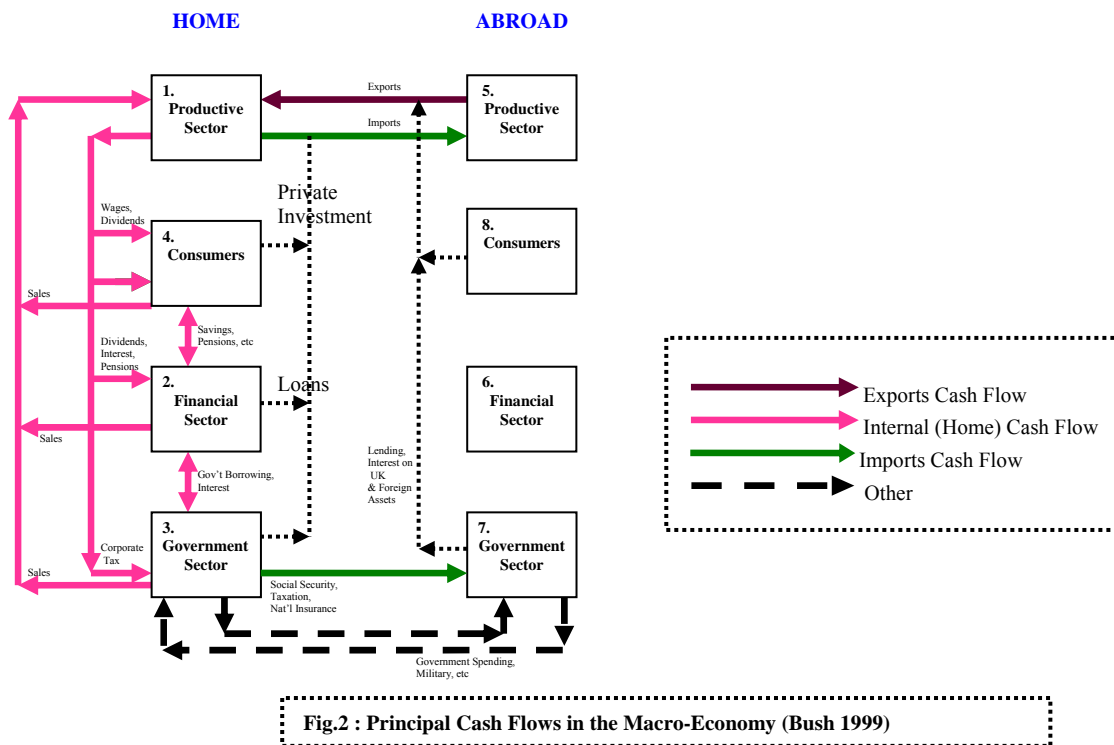 HOME
ABROAD
1.
Productive
Sector
Exports
Imports
5.
Productive
Sector
Private
Investment
Wages,
Dividends
4.
Consumers
8.
Consumers
Sales
Savings,
Pensions, etc
Dividends,
Interest,
Pensions
2.
Financial
Sector
Loans
6.
Financial
Sector
Sales
Gov't Borrowing,
Interest
Lending,
Interest on
UK
& Foreign
Assets
3.
Government
Sector
7.
Government
Sector
Corporate
Tax
Sales
Social Security,
Taxation,
Nat'l Insurance
Government Spending,
Military, etc
Exports Cash Flow
Internal (Home) Cash Flow
Imports Cash Flow
Other
Fig.2 : Principal Cash Flows in the Macro-Economy (Bush 1999)